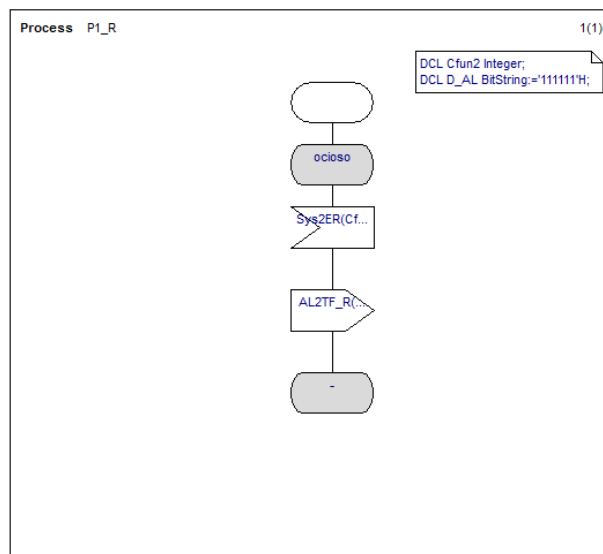 Process P1_R 1(1)
DCL Cfun2 Integer;
DCL D_AL BitString:='111111'H;
ocioso
Sys2ER(Cf...
AL2TF_R(...
-